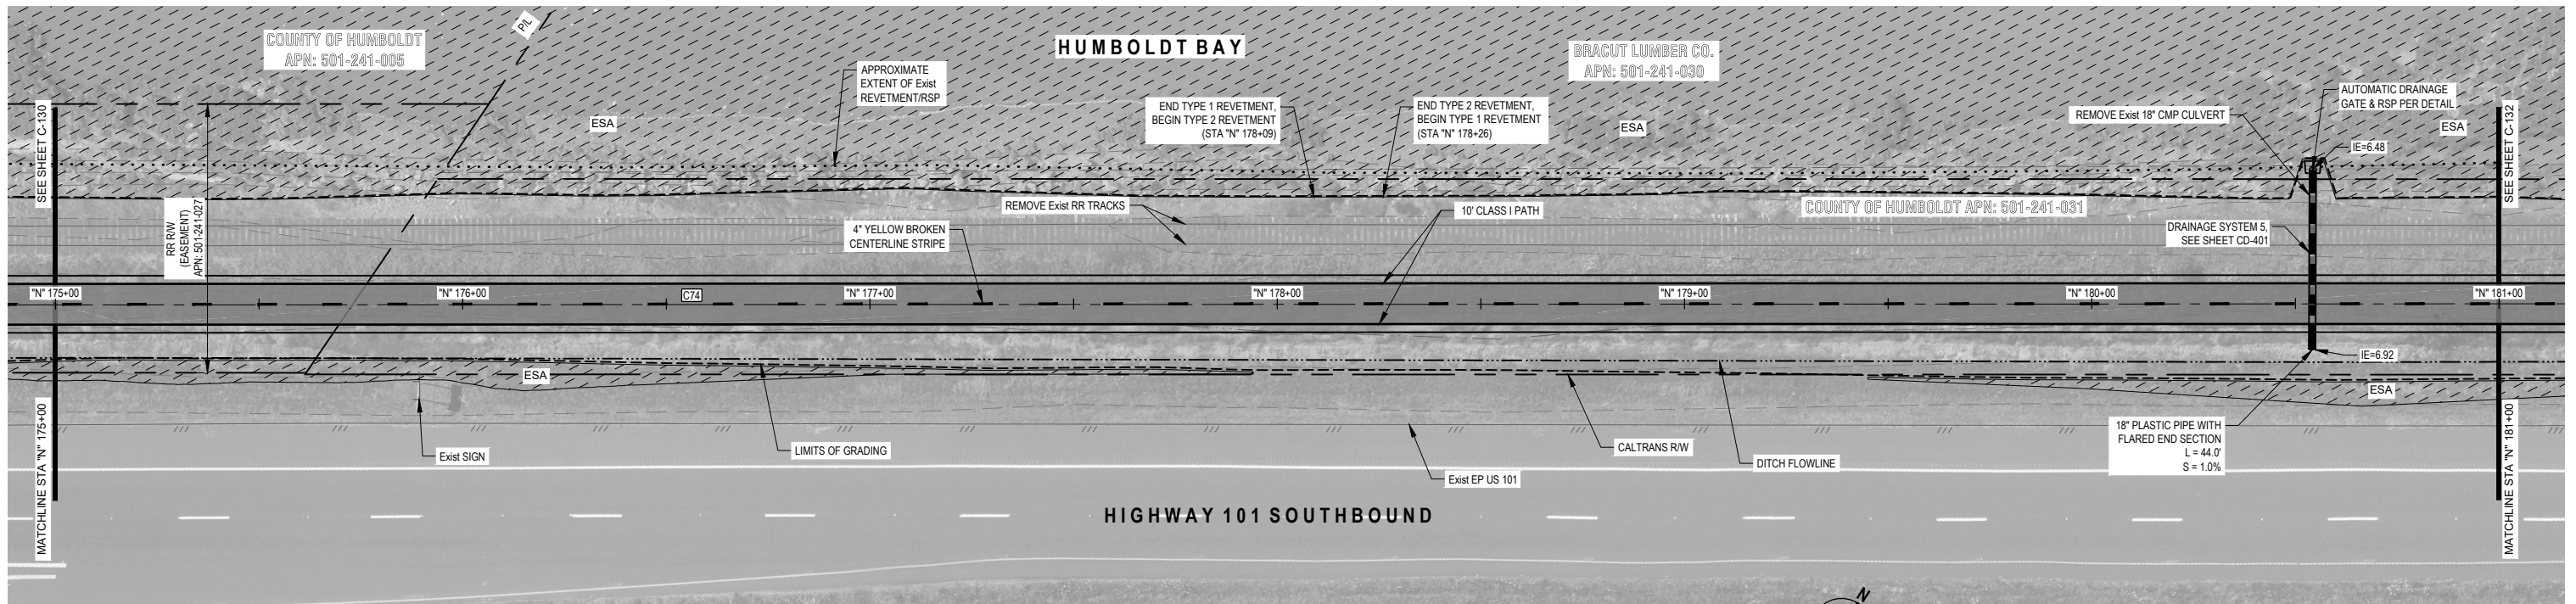 COUNTY OF HUMBOLDT
APN: 501-241-005
P/L
HUMBOLDT BAY
BRACUT LUMBER CO.
APN: 501-241-030
APPROXIMATE
EXTENT OF Exist
REVETMENT/RSP
ESA
END TYPE 1 REVETMENT,
BEGIN TYPE 2 REVETMENT
(STA "N" 178+09)
END TYPE 2 REVETMENT,
BEGIN TYPE 1 REVETMENT
(STA "N" 178+26)
ESA
REMOVE Exist 18" CMP CULVERT
AUTOMATIC DRAINAGE
GATE & RSP PER DETAIL
ESA
IE=6.48
SEE SHEET C-130
SEE SHEET C-132
RR R/W
(EASEMENT)
APN: 501-241-027
REMOVE Exist RR TRACKS
10' CLASS I PATH
COUNTY OF HUMBOLDT APN: 501-241-031
4" YELLOW BROKEN
CENTERLINE STRIPE
DRAINAGE SYSTEM 5,
SEE SHEET CD-401
"N" 175+00
"N" 176+00
C74
"N" 177+00
"N" 178+00
"N" 179+00
"N" 180+00
"N" 181+00
IE=6.92
ESA
ESA
MATCHLINE STA "N" 175+00
MATCHLINE STA "N" 181+00
Exist SIGN
LIMITS OF GRADING
Exist EP US 101
CALTRANS R/W
DITCH FLOWLINE
18" PLASTIC PIPE WITH
FLARED END SECTION
L = 44.0'
S = 1.0%
HIGHWAY 101 SOUTHBOUND
N